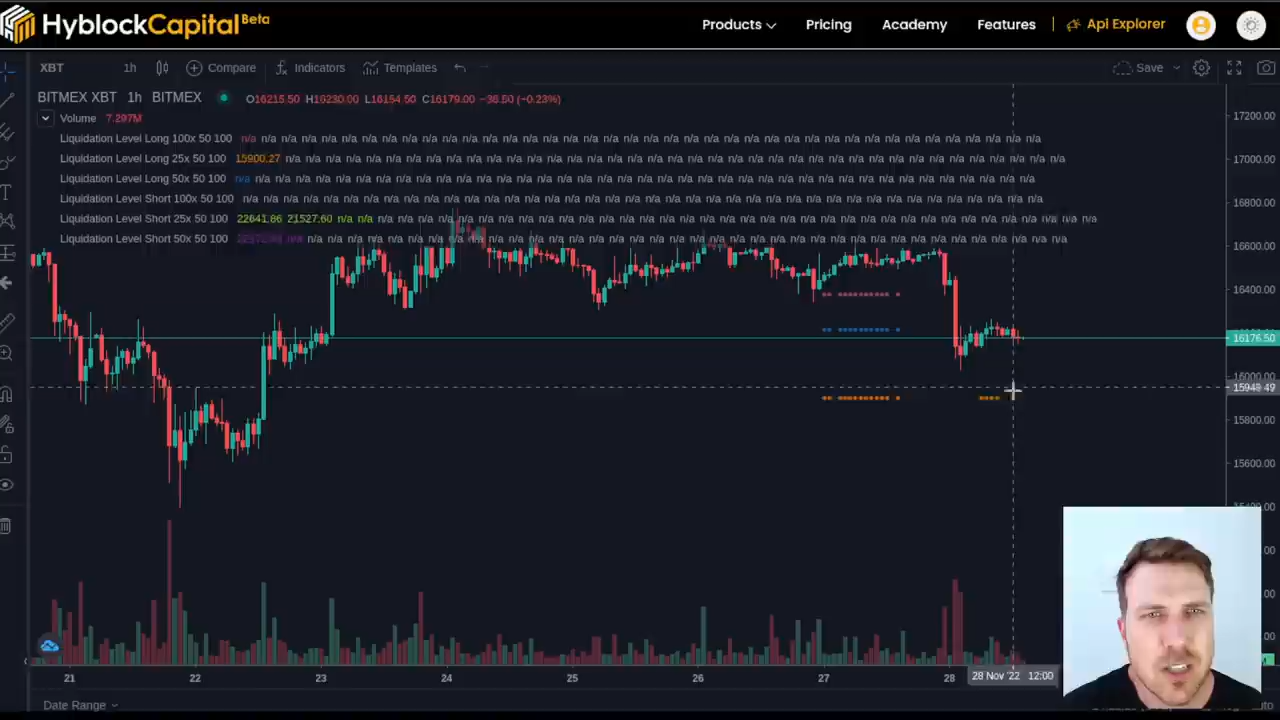 HyblockCapital Beta
Products
Pricing
Academy
Features
Api Explorer
XBT
1h
Compare
Indicators
Templates
Save
BITMEX XBT 1h BITMEX
O16215.50 H16230.00 L16154.50 C16179.00 −36.50 (−0.23%)
Volume 7.297M
Liquidation Level Long 100x 50 100 n/a n/a n/a n/a n/a n/a n/a n/a n/a n/a n/a n/a n/a n/a n/a n/a n/a n/a n/a n/a n/a n/a
Liquidation Level Long 25x 50 100 15900.27 n/a n/a n/a n/a n/a n/a n/a n/a n/a n/a n/a n/a n/a n/a n/a n/a n/a n/a n/a n/a n/a
Liquidation Level Long 50x 50 100 n/a n/a n/a n/a n/a n/a n/a n/a n/a n/a n/a n/a n/a n/a n/a n/a n/a n/a n/a n/a n/a n/a
Liquidation Level Short 100x 50 100 n/a n/a n/a n/a n/a n/a n/a n/a n/a n/a n/a n/a n/a n/a n/a n/a n/a n/a n/a n/a n/a n/a
Liquidation Level Short 25x 50 100 22641.86 21527.60 n/a n/a n/a n/a n/a n/a n/a n/a n/a n/a n/a n/a n/a n/a n/a n/a n/a n/a n/a n/a
Liquidation Level Short 50x 50 100 n/a n/a n/a n/a n/a n/a n/a n/a n/a n/a n/a n/a n/a n/a n/a n/a n/a n/a n/a n/a n/a
17200.00
17000.00
16800.00
16600.00
16400.00
16176.50
16000.00
15949.49
15800.00
15600.00
21
22
23
24
25
26
27
28
28 Nov '22 12:00
Date Range